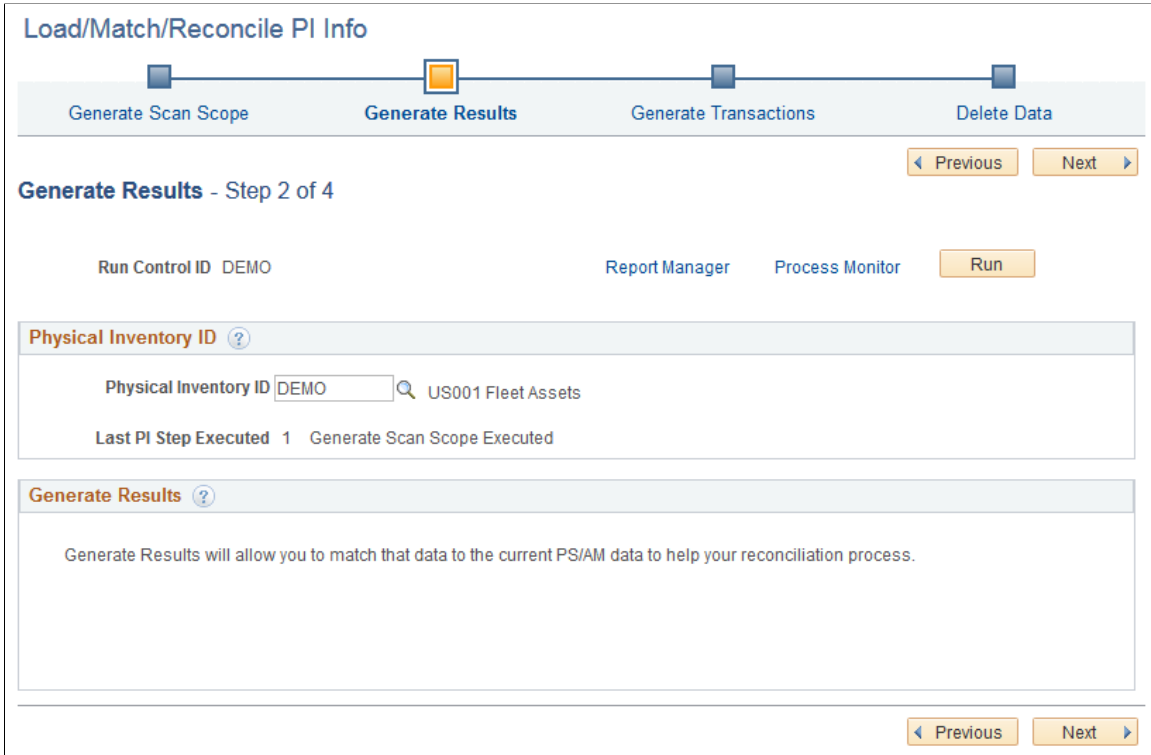 Load/Match/Reconcile PI Info
Generate Scan Scope Generate Results Generate Transactions Delete Data
Previous Next
Generate Results - Step 2 of 4
Run Control ID DEMO Report Manager Process Monitor Run
Physical Inventory ID ?
Physical Inventory ID DEMO US001 Fleet Assets
Last PI Step Executed 1 Generate Scan Scope Executed
Generate Results ?
Generate Results will allow you to match that data to the current PS/AM data to help your reconciliation process.
Previous Next